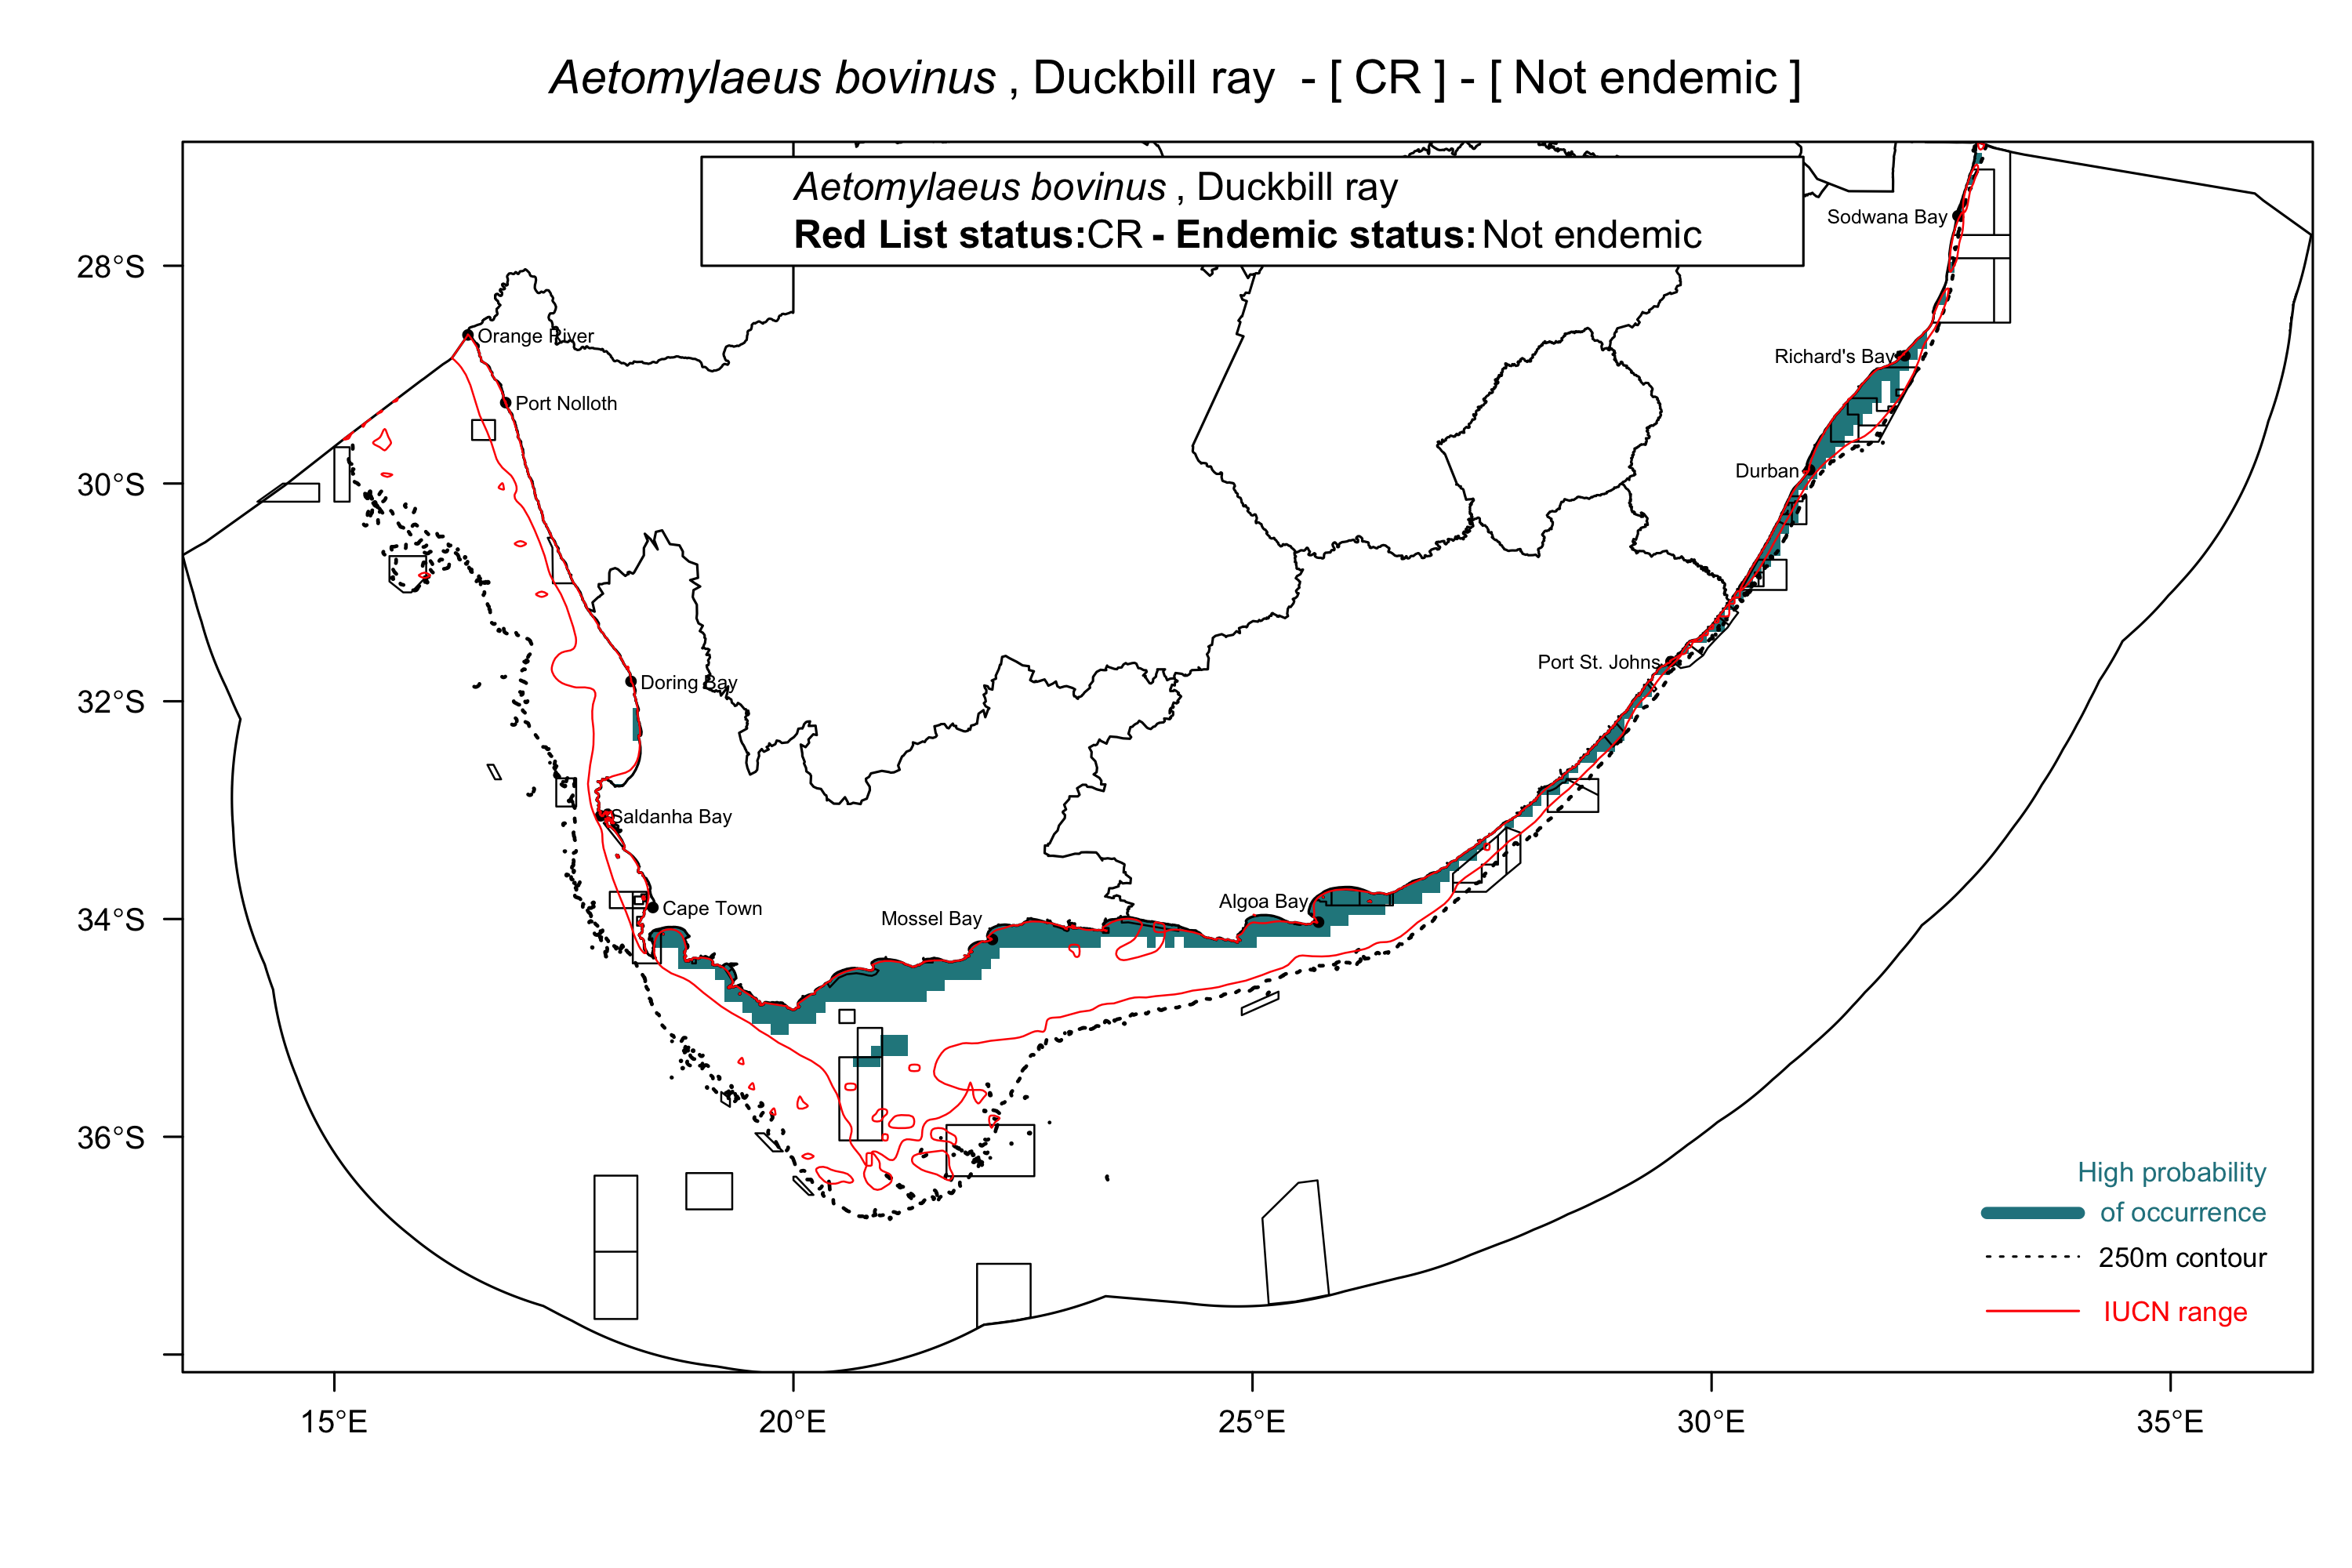 Aetomylaeus bovinus , Duckbill ray - [ CR ] - [ Not endemic ]
Aetomylaeus bovinus , Duckbill ray
Red List status:CR - Endemic status: Not endemic
Sodwana Bay
28°S
Orange River
Richard's Bay
Port Nolloth
Durban
30°S
Port St. Johns
Doring Bay
32°S
Saldanha Bay
Algoa Bay
Cape Town
Mossel Bay
34°S
36°S
High probability
of occurrence
250m contour
IUCN range
15°E
20°E
25°E
30°E
35°E